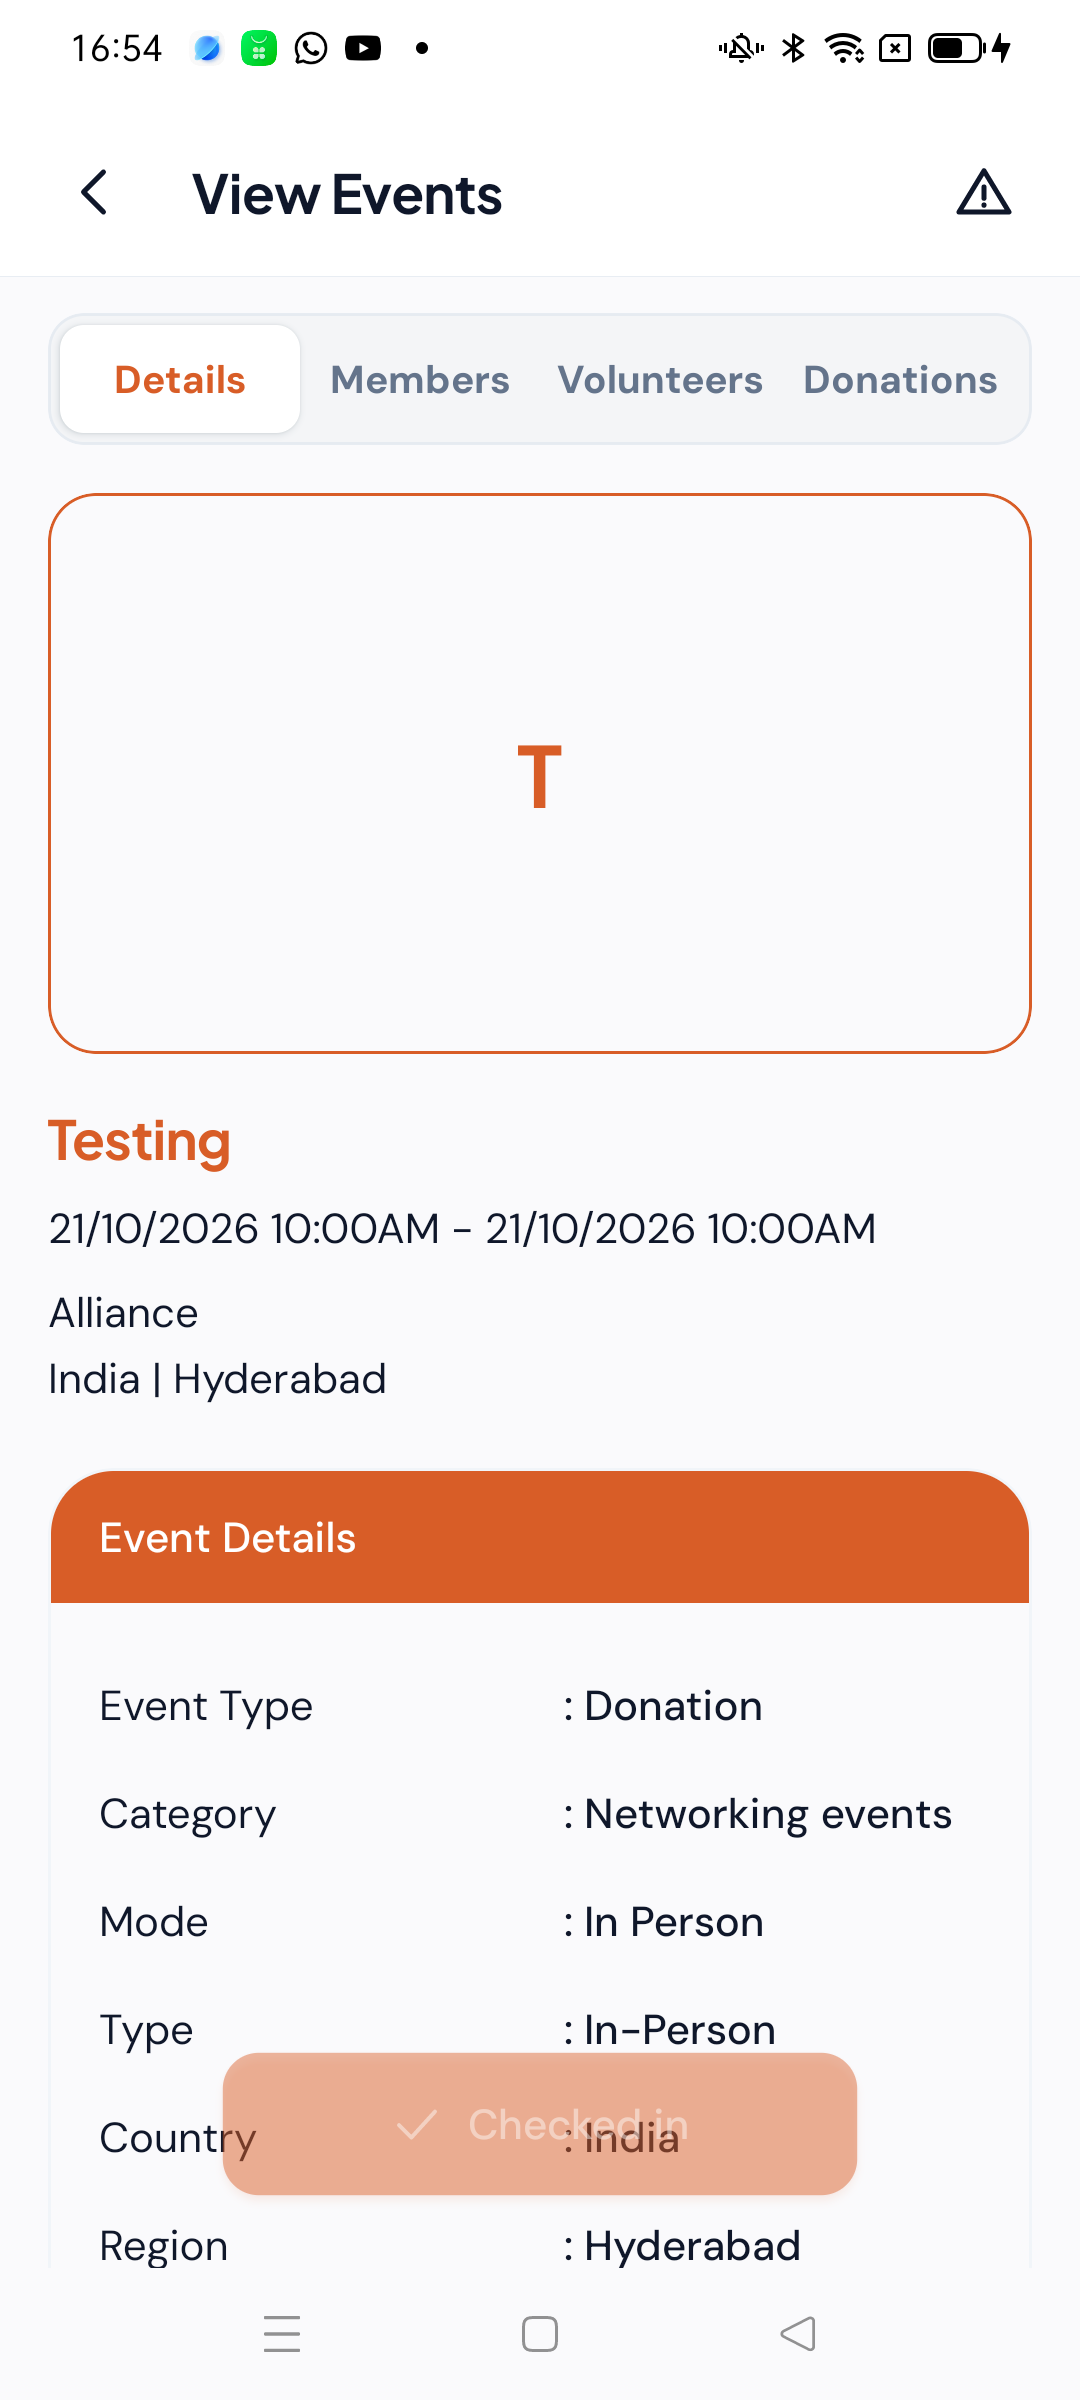 16:54
View Events
Details Members Volunteers Donations
T
Testing
21/10/2026 10:00AM - 21/10/2026 10:00AM
Alliance
India | Hyderabad
Event Details
Event Type : Donation
Category : Networking events
Mode : In Person
Type : In-Person
Checked in
Country : India
Region : Hyderabad